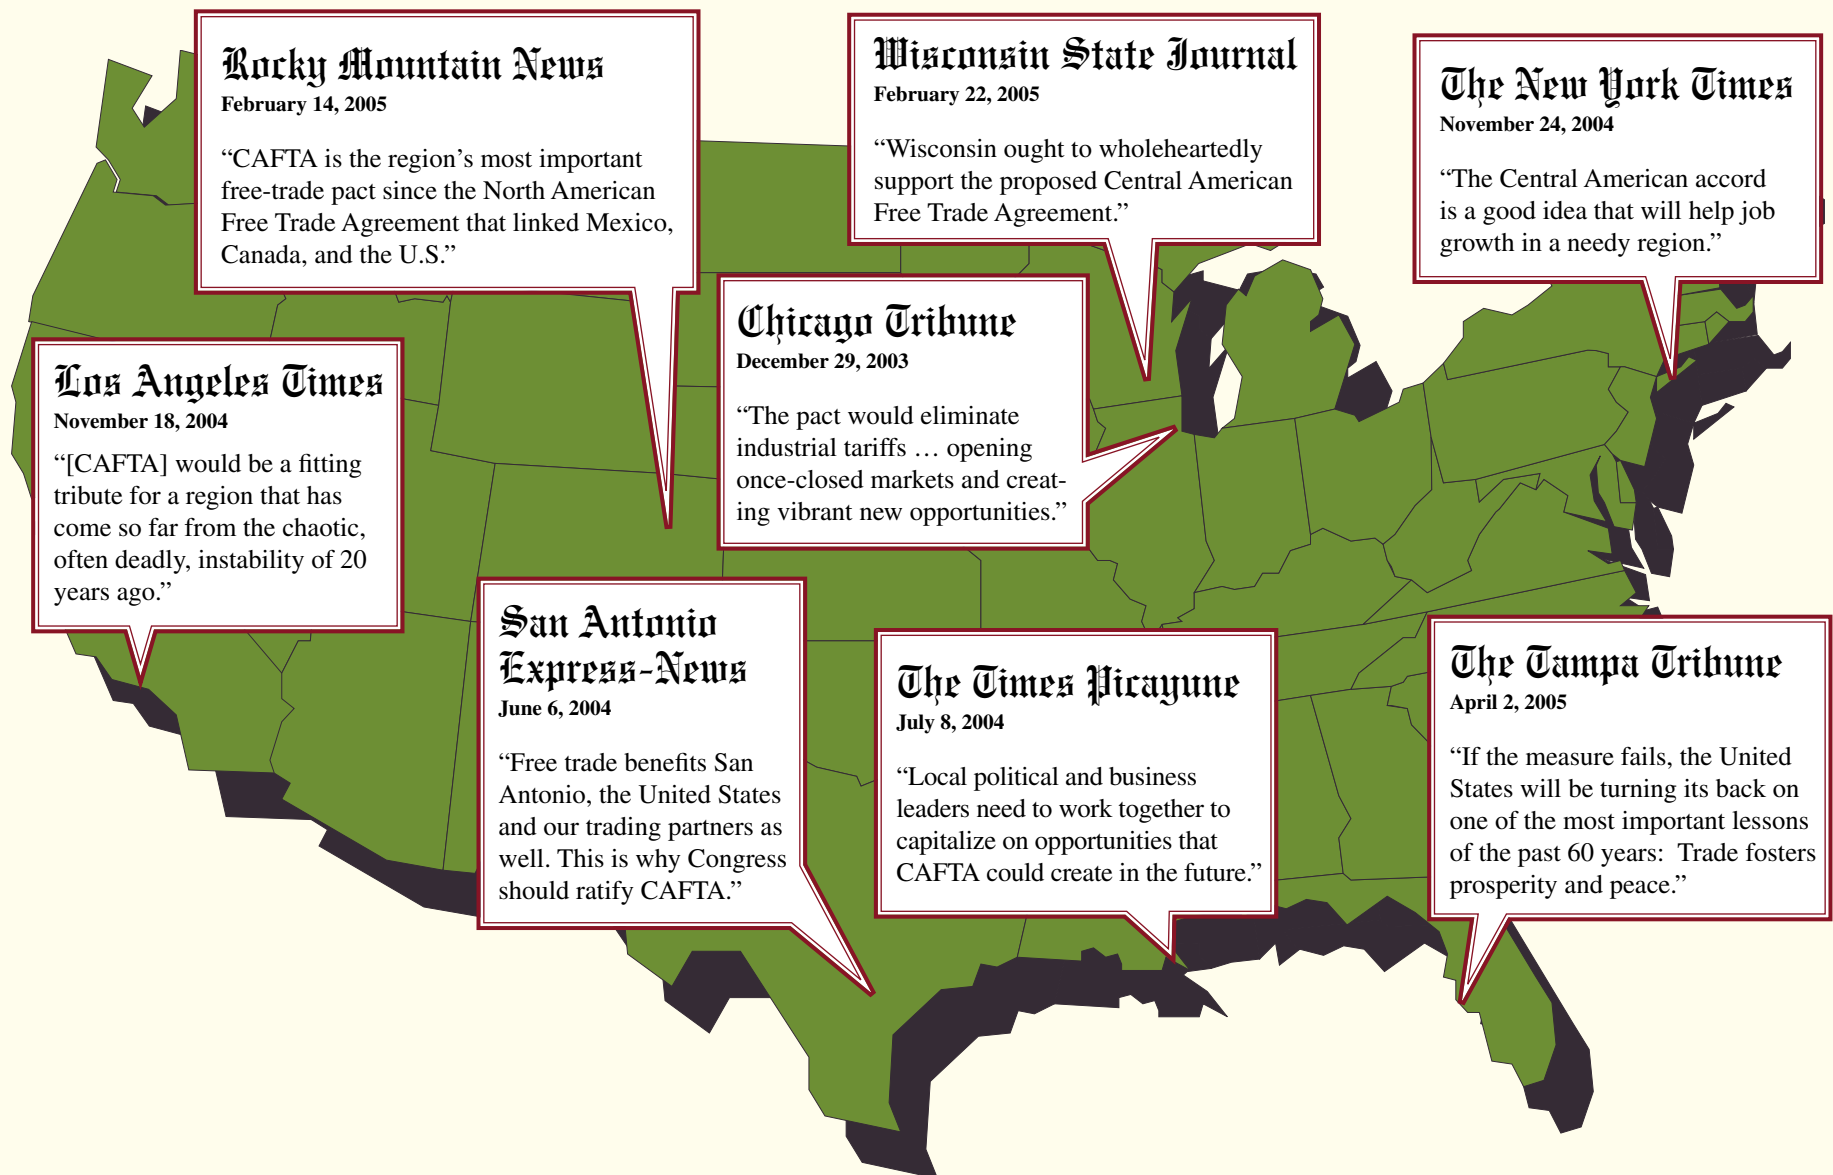 Rocky Mountain News
February 14, 2005
“CAFTA is the region’s most important
free-trade pact since the North American
Free Trade Agreement that linked Mexico,
Canada, and the U.S.”
Wisconsin State Journal
February 22, 2005
“Wisconsin ought to wholeheartedly
support the proposed Central American
Free Trade Agreement.”
The New York Times
November 24, 2004
“The Central American accord
is a good idea that will help job
growth in a needy region.”
Los Angeles Times
November 18, 2004
“[CAFTA] would be a fitting
tribute for a region that has
come so far from the chaotic,
often deadly, instability of 20
years ago.”
Chicago Tribune
December 29, 2003
“The pact would eliminate
industrial tariffs … opening
once-closed markets and creat-
ing vibrant new opportunities.”
San Antonio
Express-News
June 6, 2004
“Free trade benefits San
Antonio, the United States
and our trading partners as
well. This is why Congress
should ratify CAFTA.”
The Times Picayune
July 8, 2004
“Local political and business
leaders need to work together to
capitalize on opportunities that
CAFTA could create in the future.”
The Tampa Tribune
April 2, 2005
“If the measure fails, the United
States will be turning its back on
one of the most important lessons
of the past 60 years:  Trade fosters
prosperity and peace.”